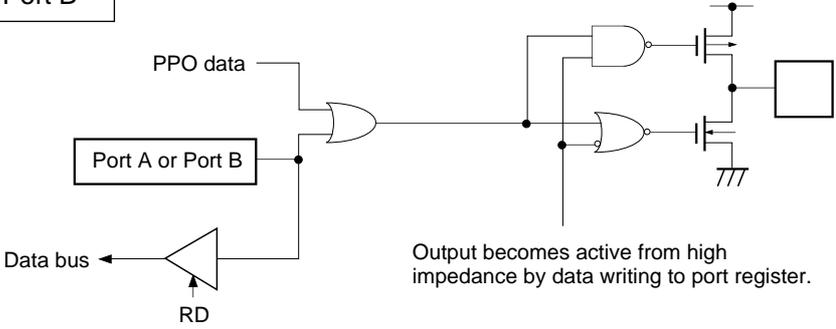 Port B
PPO data
Port A or Port B
Data bus
RD
Output becomes active from high
impedance by data writing to port register.